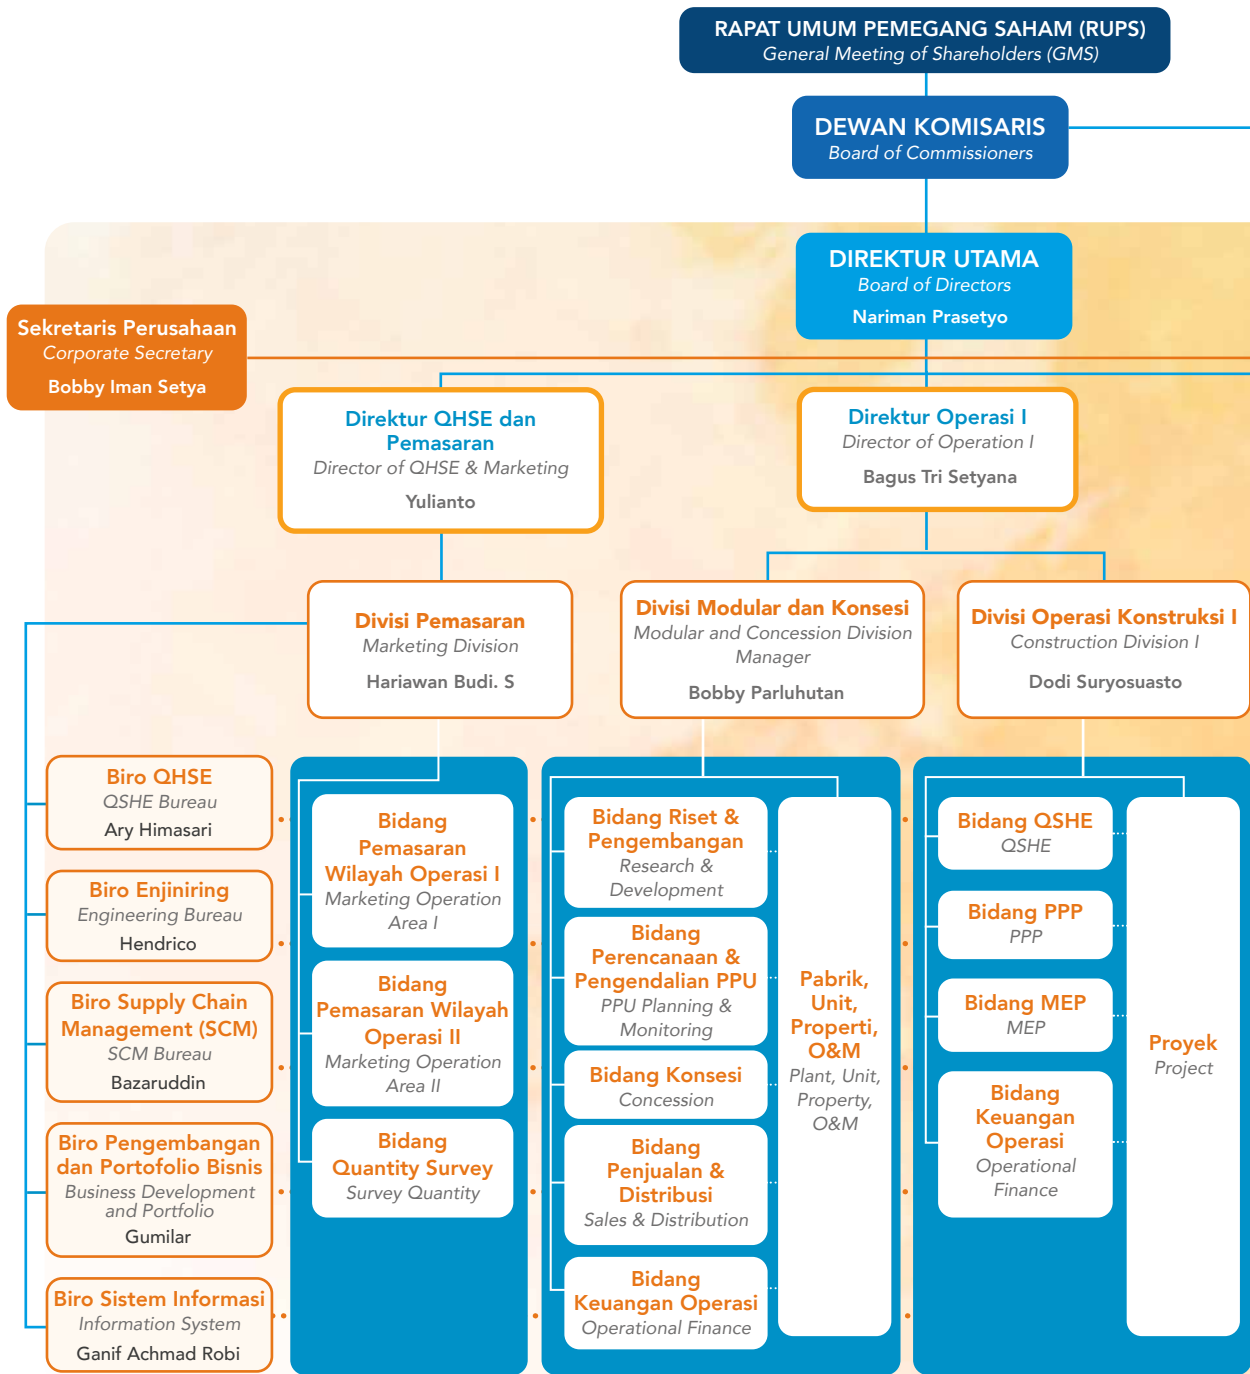 RAPAT UMUM PEMEGANG SAHAM (RUPS)
General Meeting of Shareholders (GMS)
DEWAN KOMISARIS
Board of Commissioners
DIREKTUR UTAMA
Board of Directors
Nariman Prasetyo
Sekretaris Perusahaan
Corporate Secretary
Bobby Iman Setya
Direktur QHSE dan
Pemasaran
Director of QHSE & Marketing
Yulianto
Direktur Operasi I
Director of Operation I
Bagus Tri Setyana
Divisi Pemasaran
Marketing Division
Hariawan Budi. S
Divisi Modular dan Konsesi
Modular and Concession Division
Manager
Bobby Parluhutan
Divisi Operasi Konstruksi I
Construction Division I
Dodi Suryosuasto
Biro QHSE
QSHE Bureau
Ary Himasari
Biro Enjiniring
Engineering Bureau
Hendrico
Biro Supply Chain
Management (SCM)
SCM Bureau
Bazaruddin
Biro Pengembangan
dan Portofolio Bisnis
Business Development
and Portfolio
Gumilar
Biro Sistem Informasi
Information System
Ganif Achmad Robi
Bidang
Pemasaran
Wilayah Operasi I
Marketing Operation
Area I
Bidang
Pemasaran Wilayah
Operasi II
Marketing Operation
Area II
Bidang
Quantity Survey
Survey Quantity
Bidang Riset &
Pengembangan
Research &
Development
Bidang
Perencanaan &
Pengendalian PPU
PPU Planning &
Monitoring
Bidang Konsesi
Concession
Bidang
Penjualan &
Distribusi
Sales & Distribution
Bidang
Keuangan Operasi
Operational Finance
Pabrik,
Unit,
Properti,
O&M
Plant, Unit,
Property,
O&M
Bidang QSHE
QSHE
Bidang PPP
PPP
Bidang MEP
MEP
Bidang
Keuangan
Operasi
Operational
Finance
Proyek
Project